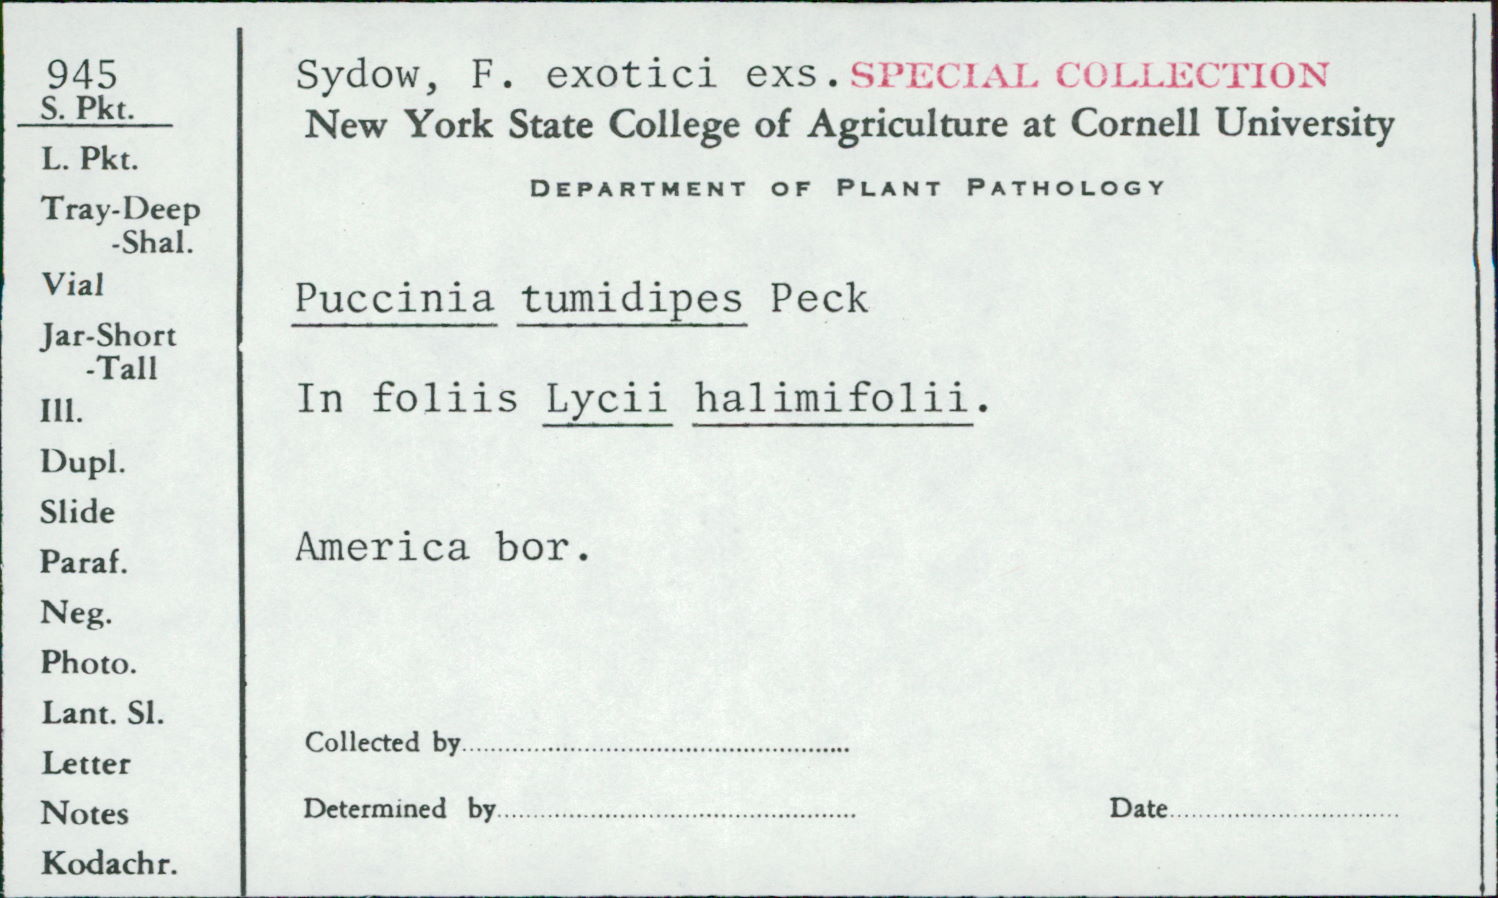 945
S. Pkt.
L. Pkt.
Tray-Deep
-Shal.
Vial
Jar-Short
-Tall
Ill.
Dupl.
Slide
Paraf.
Neg.
Photo.
Lant. Sl.
Letter
Notes
Kodachr.
Sydow, F. exotici exs. SPECIAL COLLECTION
New York State College of Agriculture at Cornell University
DEPARTMENT OF PLANT PATHOLOGY
Puccinia tumidipes Peck
In foliis Lycii halimifolii.
America bor.
Collected by
Determined by
Date